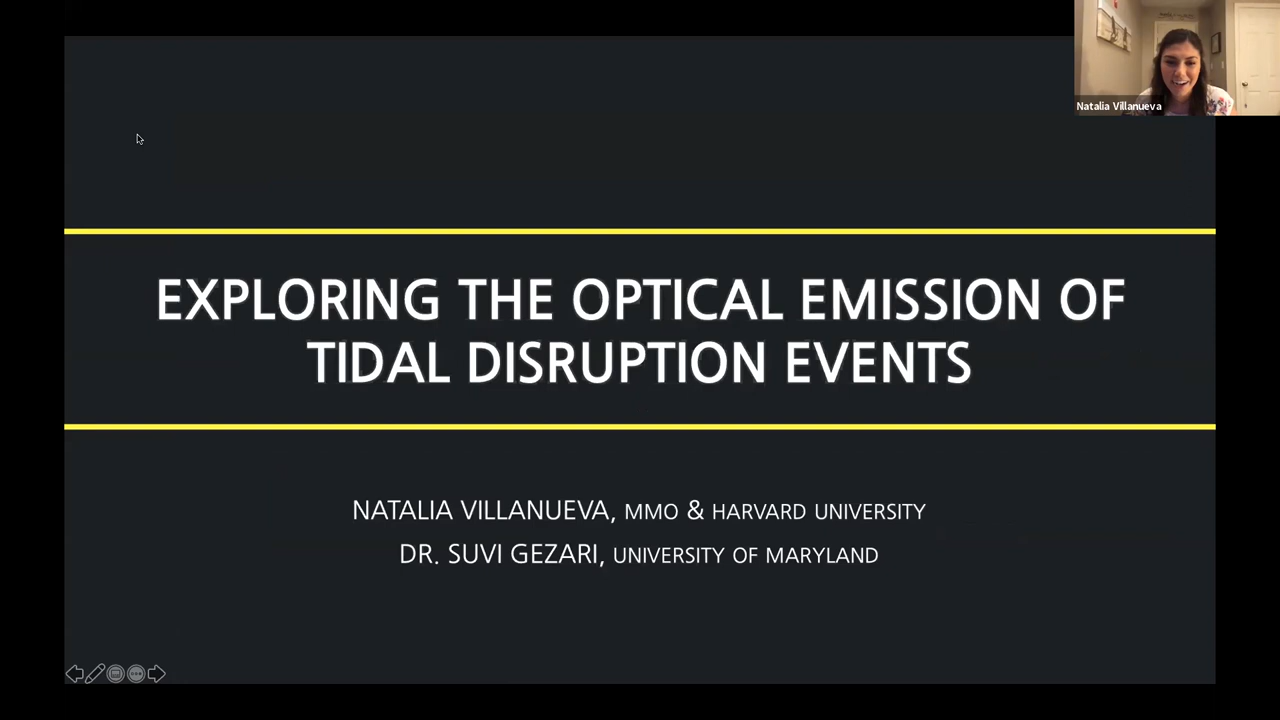 Natalia Villanueva
EXPLORING THE OPTICAL EMISSION OF
TIDAL DISRUPTION EVENTS
NATALIA VILLANUEVA, MMO & HARVARD UNIVERSITY
DR. SUVI GEZARI, UNIVERSITY OF MARYLAND